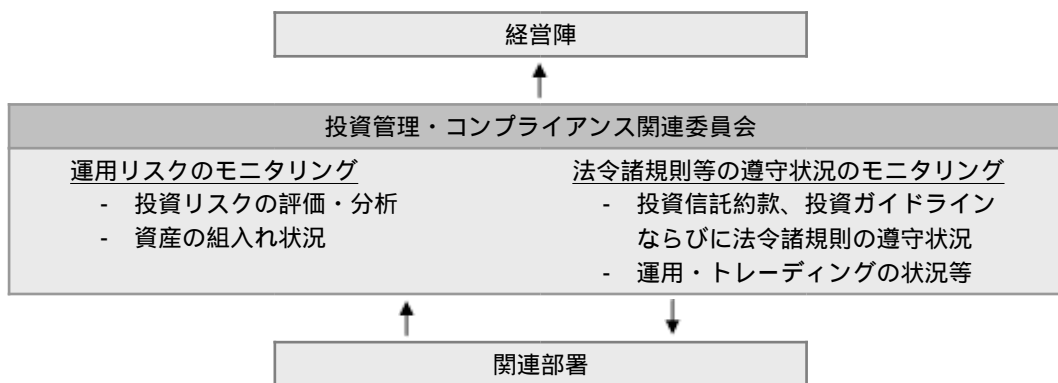 経営陣
投資管理・コンプライアンス関連委員会
運用リスクのモニタリング
- 投資リスクの評価・分析
- 資産の組入れ状況
法令諸規則等の遵守状況のモニタリング
- 投資信託約款、投資ガイドライン
ならびに法令諸規則の遵守状況
- 運用・トレーディングの状況等
関連部署